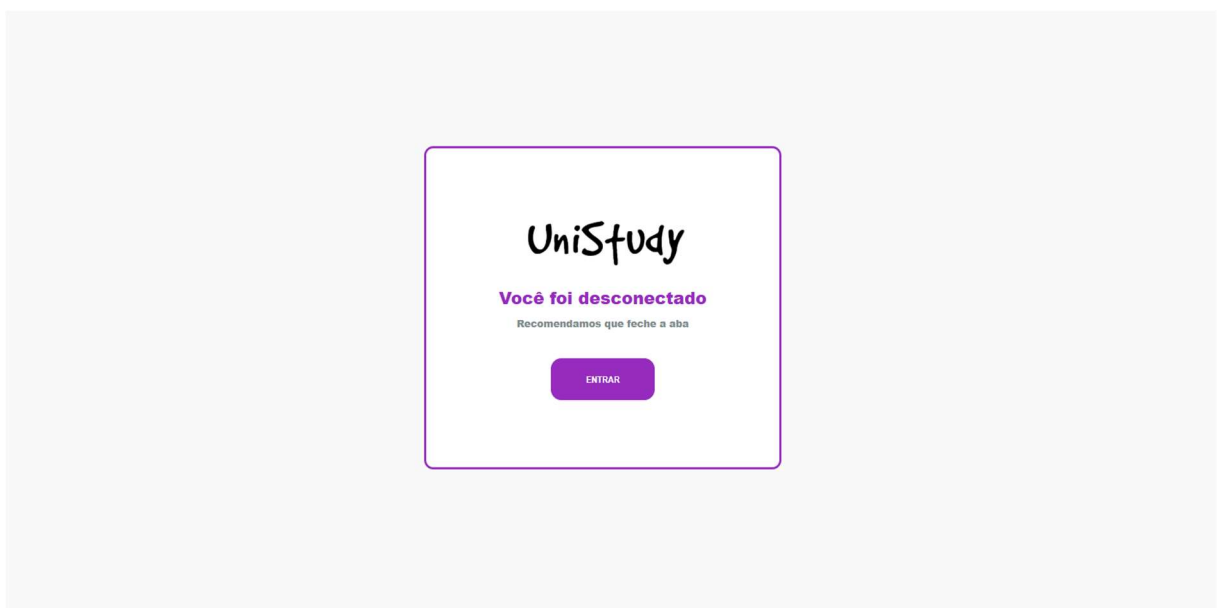 UniStudy
Você foi desconectado
Recomendamos que feche a aba
ENTRAR